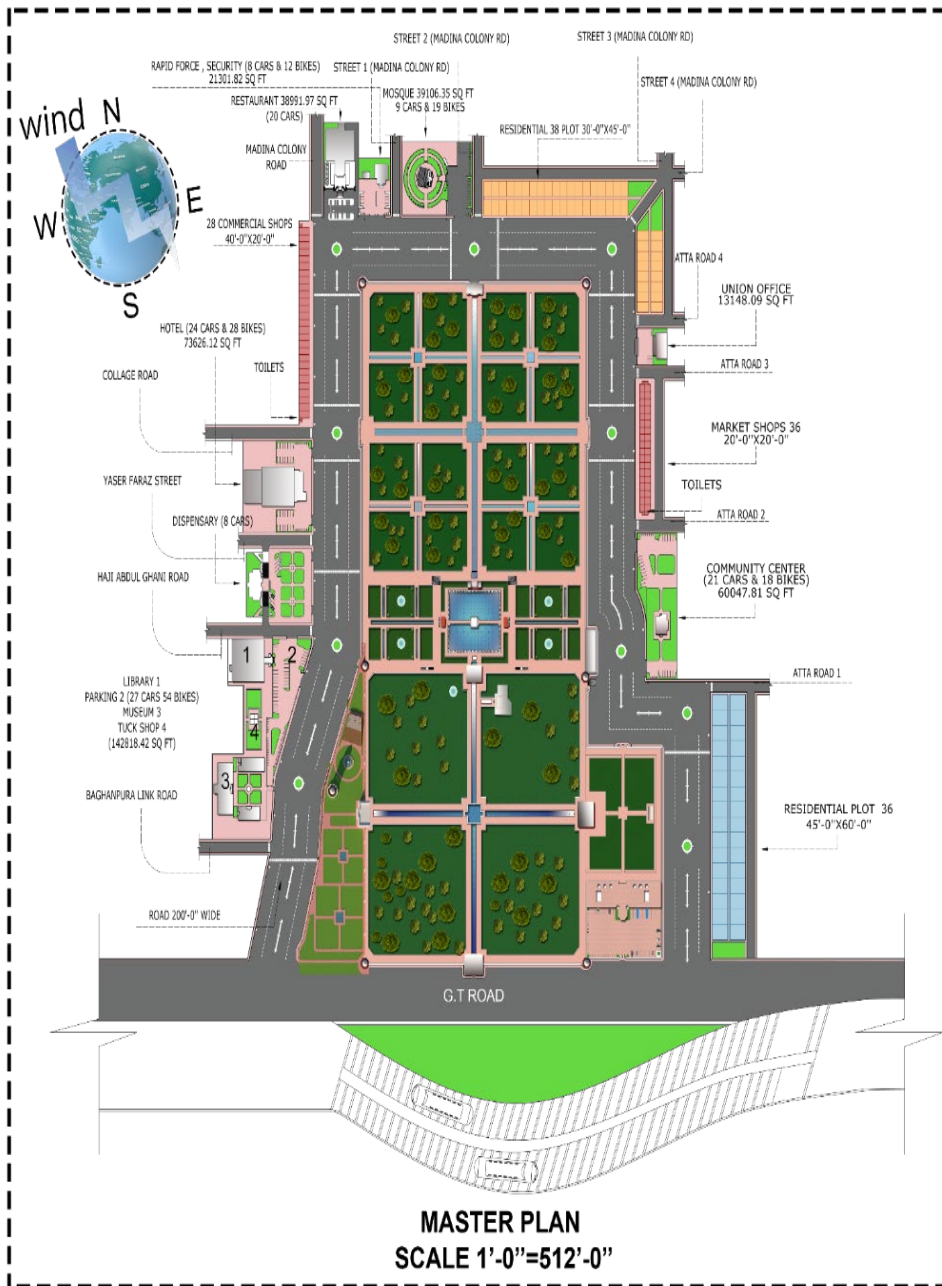 STREET 2 (MADINA COLONY RD)
STREET 3 (MADINA COLONY RD)
RAPID FORCE , SECURITY (8 CARS & 12 BIKES)
21301.82 SQ FT
STREET 1 (MADINA COLONY RD)
STREET 4 (MADINA COLONY RD)
RESTAURANT 38991.97 SQ FT
(20 CARS)
MOSQUE 39106.35 SQ FT
9 CARS & 19 BIKES
wind
N
W
E
S
MADINA COLONY
ROAD
RESIDENTIAL 38 PLOT 30'-0"X45'-0"
28 COMMERCIAL SHOPS
40'-0"X20'-0"
ATTA ROAD 4
UNION OFFICE
13148.09 SQ FT
HOTEL (24 CARS & 28 BIKES)
73626.12 SQ FT
TOILETS
COLLAGE ROAD
ATTA ROAD 3
MARKET SHOPS 36
20'-0"X20'-0"
YASER FARAZ STREET
TOILETS
DISPENSARY (8 CARS)
ATTA ROAD 2
HAJI ABDUL GHANI ROAD
COMMUNITY CENTER
(21 CARS & 18 BIKES)
60047.81 SQ FT
1
2
LIBRARY 1
PARKING 2 (27 CARS 54 BIKES)
MUSEUM 3
TUCK SHOP 4
(142818.42 SQ FT)
ATTA ROAD 1
4
3
BAGHANPURA LINK ROAD
RESIDENTIAL PLOT 36
45'-0"X60'-0"
ROAD 200'-0" WIDE
G.T ROAD
MASTER PLAN
SCALE 1'-0"=512'-0"